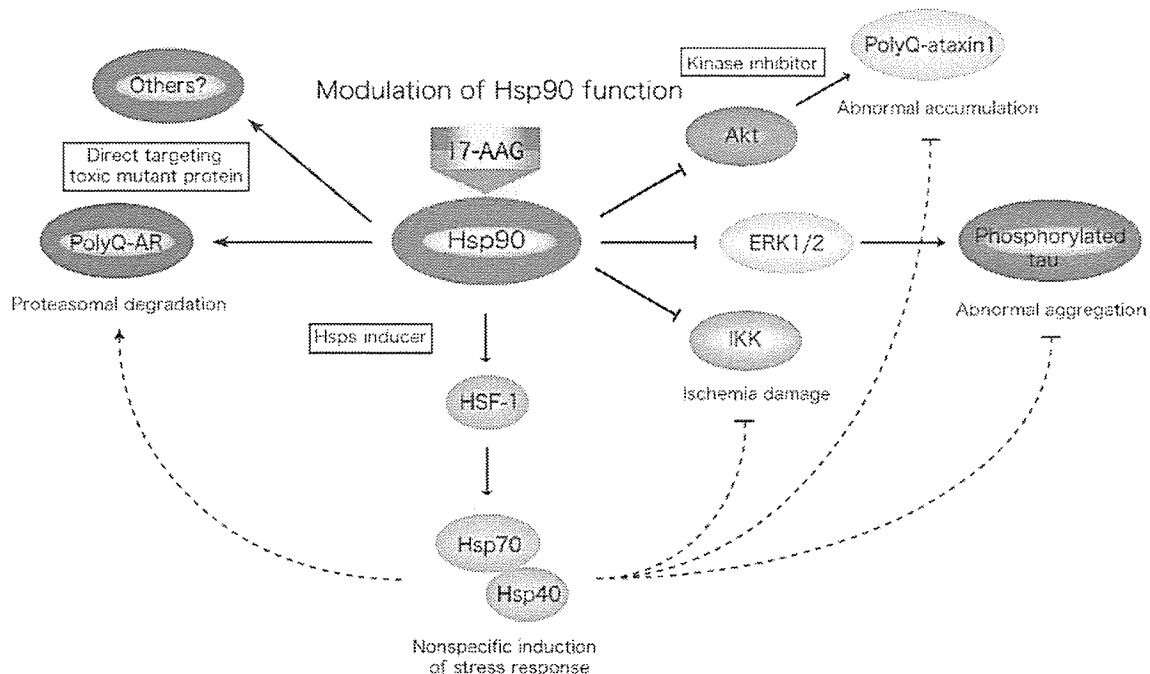 PolyQ-ataxin1
Kinase inhibitor
Others?
Modulation of Hsp90 function
Abnormal accumulation
Akt
17-AAG
Direct targeting
toxic mutant protein
PolyQ-AR
Hsp90
ERK1/2
Phosphorylated
tau
Proteasomal degradation
Abnormal aggregation
Hsps inducer
IKK
Ischemia damage
HSF-1
Hsp70
Hsp40
Nonspecific induction
of stress response